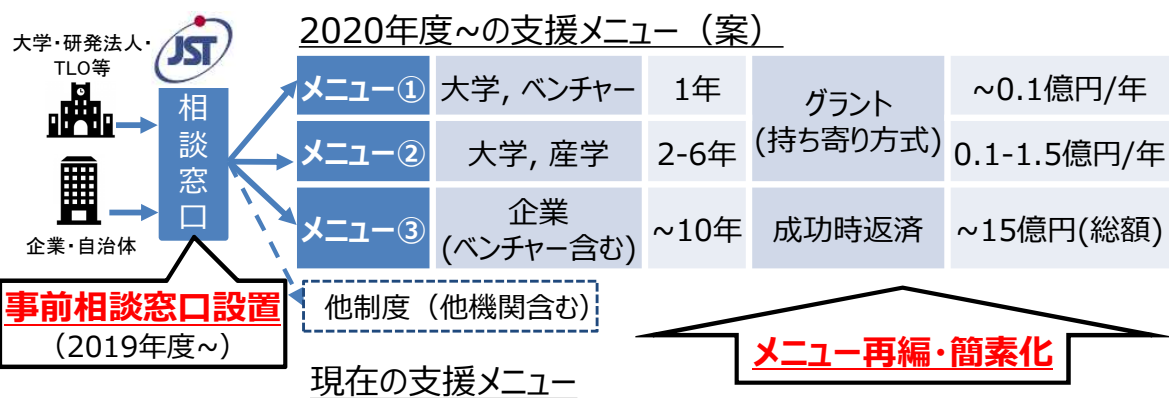 2020年度~の支援メニュー（案）
大学・研発法人・
TLO等
JST
相
談
窓
口
企業・自治体
メニュー① 大学, ベンチャー 1年 グラント
(持ち寄り方式) ~0.1億円/年
メニュー② 大学, 産学 2-6年 0.1-1.5億円/年
メニュー③ 企業
(ベンチャー含む) ~10年 成功時返済 ~15億円(総額)
事前相談窓口設置
（2019年度~）
他制度（他機関含む）
メニュー再編・簡素化
現在の支援メニュー